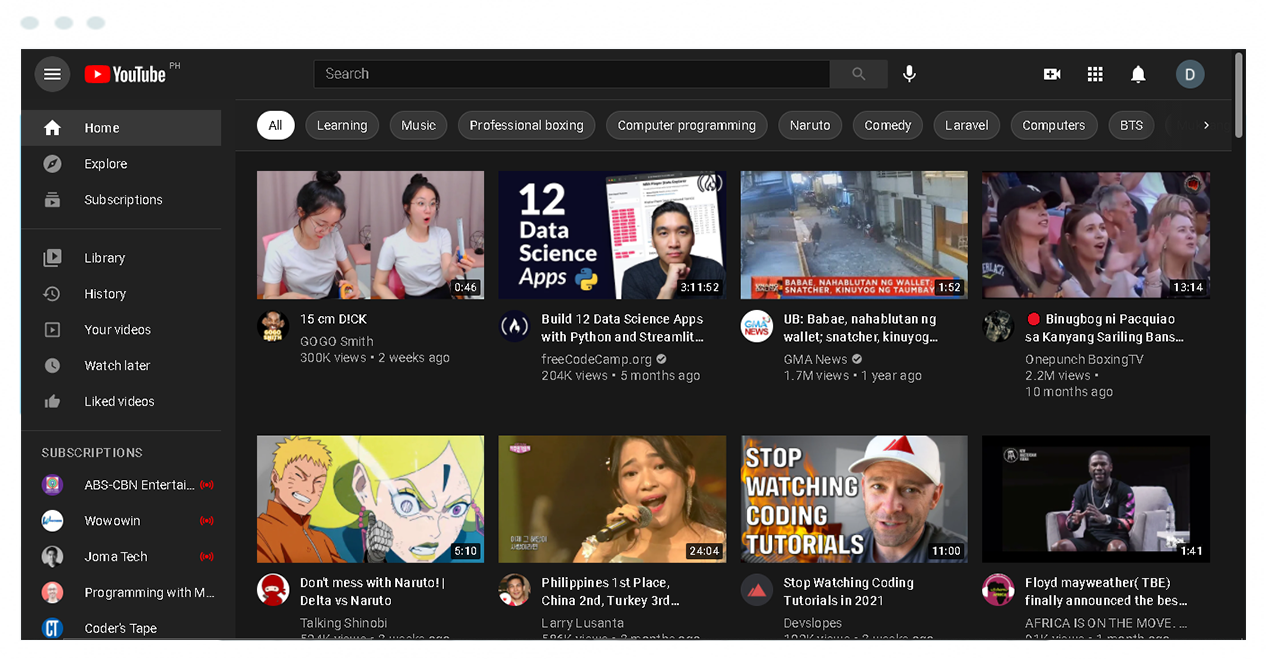 YouTube PH
Search
D
Home
Explore
Subscriptions
Library
History
Your videos
Watch later
Liked videos
SUBSCRIPTIONS
ABS-CBN Entertai...
Wowowin
Joma Tech
Programming with M...
CT
Coder's Tape
All
Learning
Music
Professional boxing
Computer programming
Naruto
Comedy
Laravel
Computers
BTS
0:46
GOGO
SMITH
15 cm D!CK
GOGO Smith
300K views • 2 weeks ago
12
Data
Science
Apps
3:11:52
Build 12 Data Science Apps
with Python and Streamlit...
freeCodeCamp.org
204K views • 5 months ago
BABAE, NAHABLUTAN NG WALLET;
SNATCHER, KINUYOG NG TAUMBAY
1:52
GMA
NEWS
UB: Babae, nahablutan ng
wallet; snatcher, kinuyog...
GMA News
1.7M views • 1 year ago
13:14
Binugbog ni Pacquiao
sa Kanyang Sariling Bans...
Onepunch BoxingTV
2.2M views •
10 months ago
5:10
Don't mess with Naruto! |
Delta vs Naruto
Talking Shinobi
24:04
Philippines 1st Place,
China 2nd, Turkey 3rd...
Larry Lusanta
STOP
WATCHING
CODING
TUTORIALS
11:00
Stop Watching Coding
Tutorials in 2021
Devslopes
1:41
Floyd mayweather( TBE)
finally announced the bes...
AFRICA IS ON THE MOVE. ...